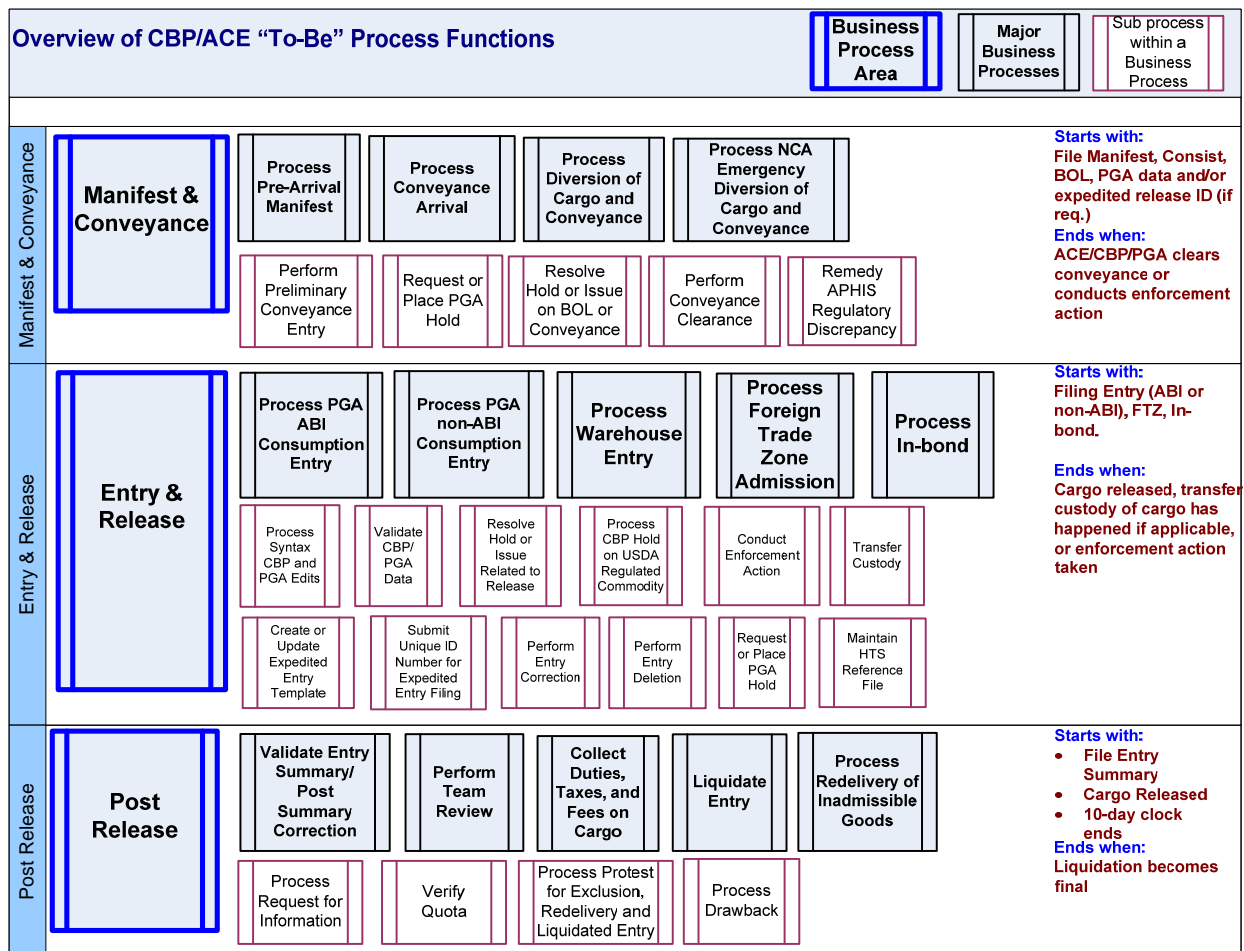 Overview of CBP/ACE “To-Be” Process Functions
Business
Process
Area
Major
Business
Processes
Sub process
within a
Business
Process
Manifest & Conveyance
Manifest &
Conveyance
Process
Pre-Arrival
Manifest
Process
Conveyance
Arrival
Process
Diversion of
Cargo and
Conveyance
Process NCA
Emergency
Diversion of
Cargo and
Conveyance
Perform
Preliminary
Conveyance
Entry
Request or
Place PGA
Hold
Resolve
Hold or Issue
on BOL or
Conveyance
Perform
Conveyance
Clearance
Remedy
APHIS
Regulatory
Discrepancy
Starts with:
File Manifest, Consist,
BOL, PGA data and/or
expedited release ID (if
req.)
Ends when:
ACE/CBP/PGA clears
conveyance or
conducts enforcement
action
Entry & Release
Entry &
Release
Process PGA
ABI
Consumption
Entry
Process PGA
non-ABI
Consumption
Entry
Process
Warehouse
Entry
Process
Foreign
Trade
Zone
Admission
Process
In-bond
Process
Syntax
CBP and
PGA Edits
Validate
CBP/
PGA
Data
Resolve
Hold or
Issue
Related to
Release
Process
CBP Hold
on USDA
Regulated
Commodity
Conduct
Enforcement
Action
Transfer
Custody
Create or
Update
Expedited
Entry
Template
Submit
Unique ID
Number for
Expedited
Entry Filing
Perform
Entry
Correction
Perform
Entry
Deletion
Request
or Place
PGA
Hold
Maintain
HTS
Reference
File
Starts with:
Filing Entry (ABI or
non-ABI), FTZ, In-
bond.
Ends when:
Cargo released, transfer
custody of cargo has
happened if applicable,
or enforcement action
taken
Post Release
Post
Release
Validate Entry
Summary/
Post
Summary
Correction
Perform
Team
Review
Collect
Duties,
Taxes, and
Fees on
Cargo
Liquidate
Entry
Process
Redelivery of
Inadmissible
Goods
Process
Request for
Information
Verify
Quota
Process Protest
for Exclusion,
Redelivery and
Liquidated Entry
Process
Drawback
Starts with:
• File Entry
Summary
• Cargo Released
• 10-day clock
ends
Ends when:
Liquidation becomes
final